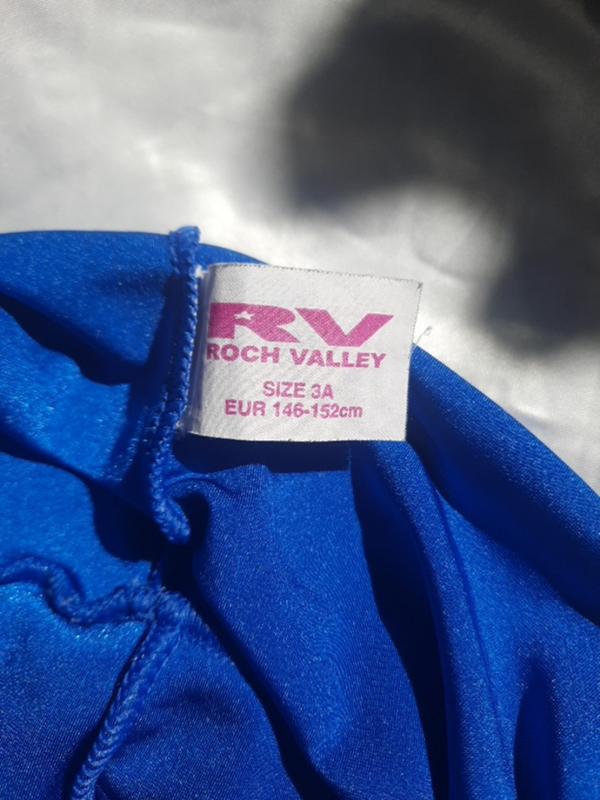 RV
ROCH VALLEY
SIZE 3A
EUR 146-152cm